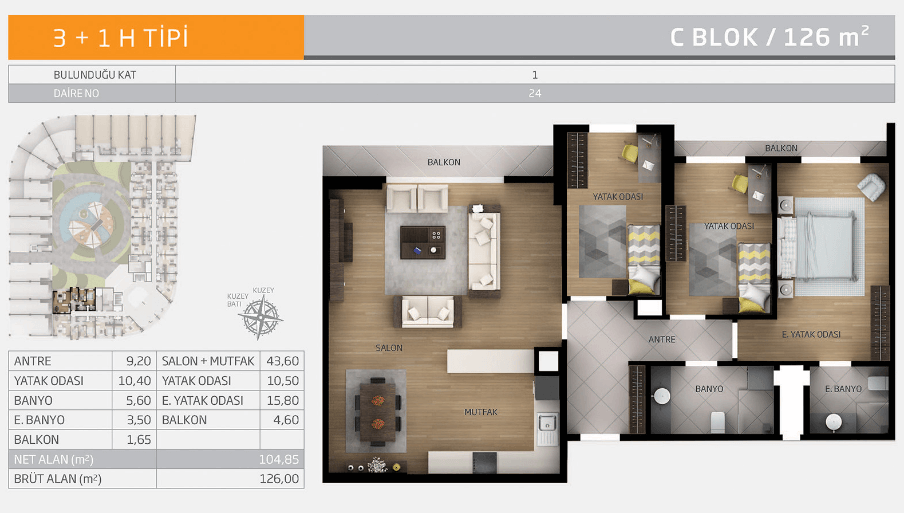 3 + 1 H TİPİ
C BLOK / 126 m²
BULUNDUĞU KAT 1
DAİRE NO 24
KUZEY
KUZEY
BATI
ANTRE 9,20 SALON + MUTFAK 43,60
YATAK ODASI 10,40 YATAK ODASI 10,50
BANYO 5,60 E. YATAK ODASI 15,80
E. BANYO 3,50 BALKON 4,60
BALKON 1,65
NET ALAN (m²) 104,85
BRÜT ALAN (m²) 126,00
BALKON
BALKON
YATAK ODASI
YATAK ODASI
E. YATAK ODASI
ANTRE
SALON
MUTFAK
BANYO
E. BANYO